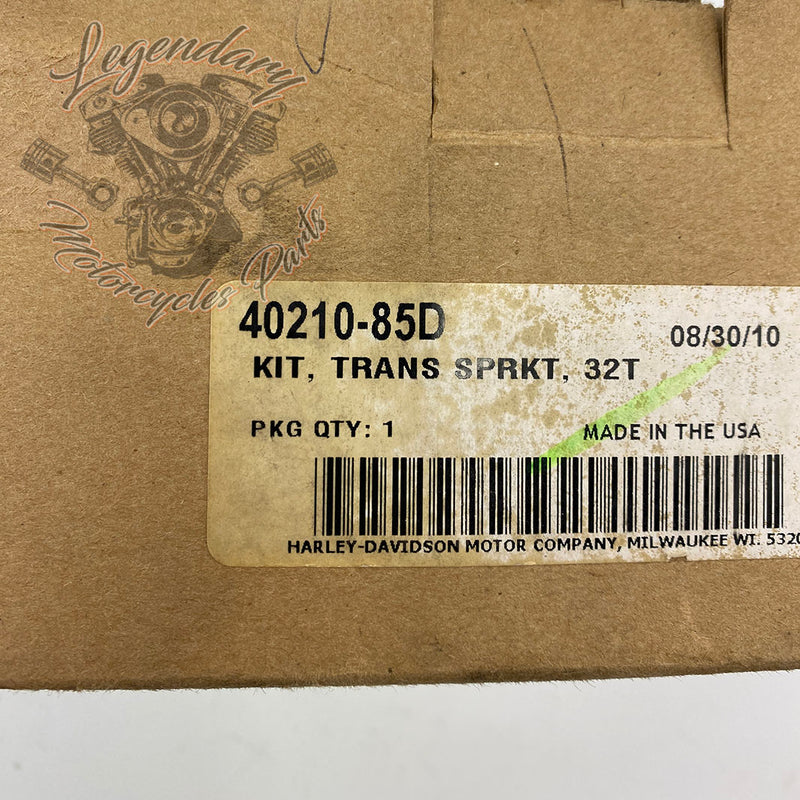 Legendary
Motorcycles Parts
40210-85D
08/30/10
KIT, TRANS SPRKT, 32T
PKG QTY: 1
MADE IN THE USA
HARLEY-DAVIDSON MOTOR COMPANY, MILWAUKEE WI. 5320